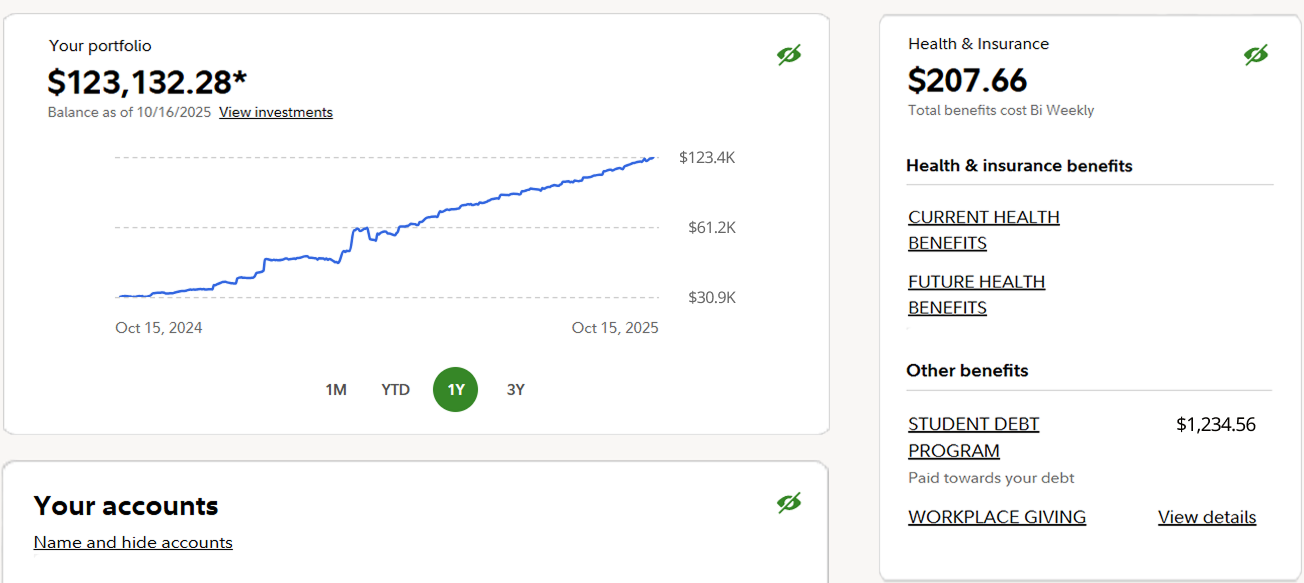 Your portfolio
$123,132.28*
Balance as of 10/16/2025 View investments
$123.4K
$61.2K
$30.9K
Oct 15, 2024 Oct 15, 2025
1M YTD 1Y 3Y
Your accounts
Name and hide accounts
Health & Insurance
$207.66
Total benefits cost Bi Weekly
Health & insurance benefits
CURRENT HEALTH
BENEFITS
FUTURE HEALTH
BENEFITS
Other benefits
STUDENT DEBT $1,234.56
PROGRAM
Paid towards your debt
WORKPLACE GIVING View details